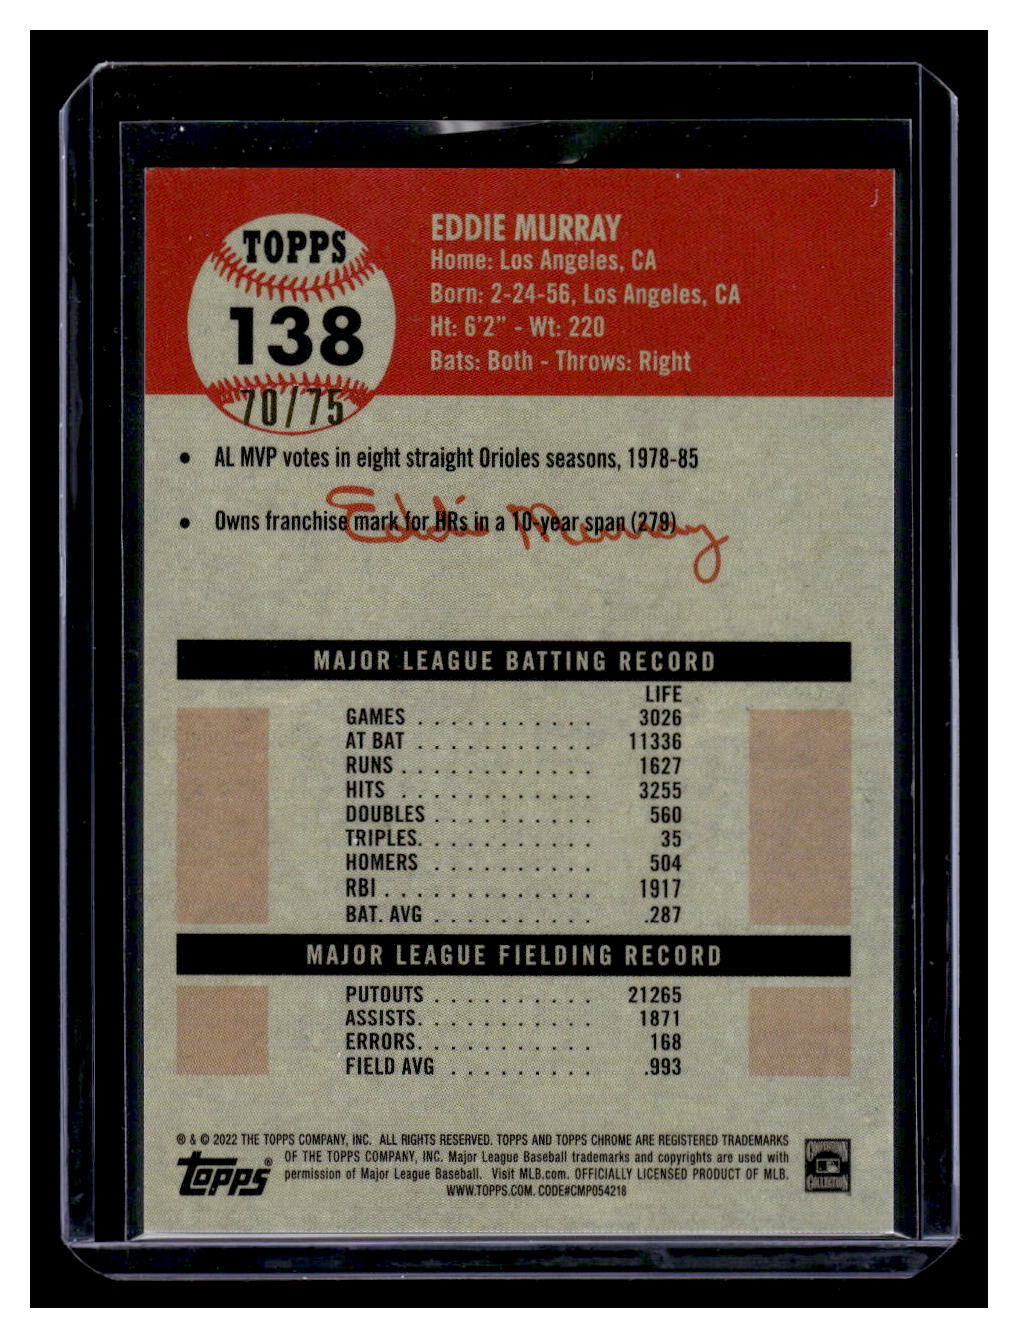 TOPPS
138
70/75
EDDIE MURRAY
Home: Los Angeles, CA
Born: 2-24-56, Los Angeles, CA
Ht: 6'2" - Wt: 220
Bats: Both - Throws: Right
• AL MVP votes in eight straight Orioles seasons, 1978-85
• Owns franchise mark for HRs in a 10-year span (279)
Eddie Murray
MAJOR LEAGUE BATTING RECORD
LIFE
GAMES . . . . . . . . . . . 3026
AT BAT . . . . . . . . . . . 11336
RUNS . . . . . . . . . . . . 1627
HITS . . . . . . . . . . . . 3255
DOUBLES . . . . . . . . . . 560
TRIPLES. . . . . . . . . . . 35
HOMERS . . . . . . . . . . 504
RBI . . . . . . . . . . . . . 1917
BAT. AVG . . . . . . . . . . .287
MAJOR LEAGUE FIELDING RECORD
PUTOUTS . . . . . . . . . . 21265
ASSISTS. . . . . . . . . . . 1871
ERRORS. . . . . . . . . . . 168
FIELD AVG . . . . . . . . . .993
® & © 2022 THE TOPPS COMPANY, INC. ALL RIGHTS RESERVED. TOPPS AND TOPPS CHROME ARE REGISTERED TRADEMARKS
OF THE TOPPS COMPANY, INC. Major League Baseball trademarks and copyrights are used with
permission of Major League Baseball. Visit MLB.com. OFFICIALLY LICENSED PRODUCT OF MLB.
WWW.TOPPS.COM. CODE#CMP054218
topps®
COOPERSTOWN
COLLECTION